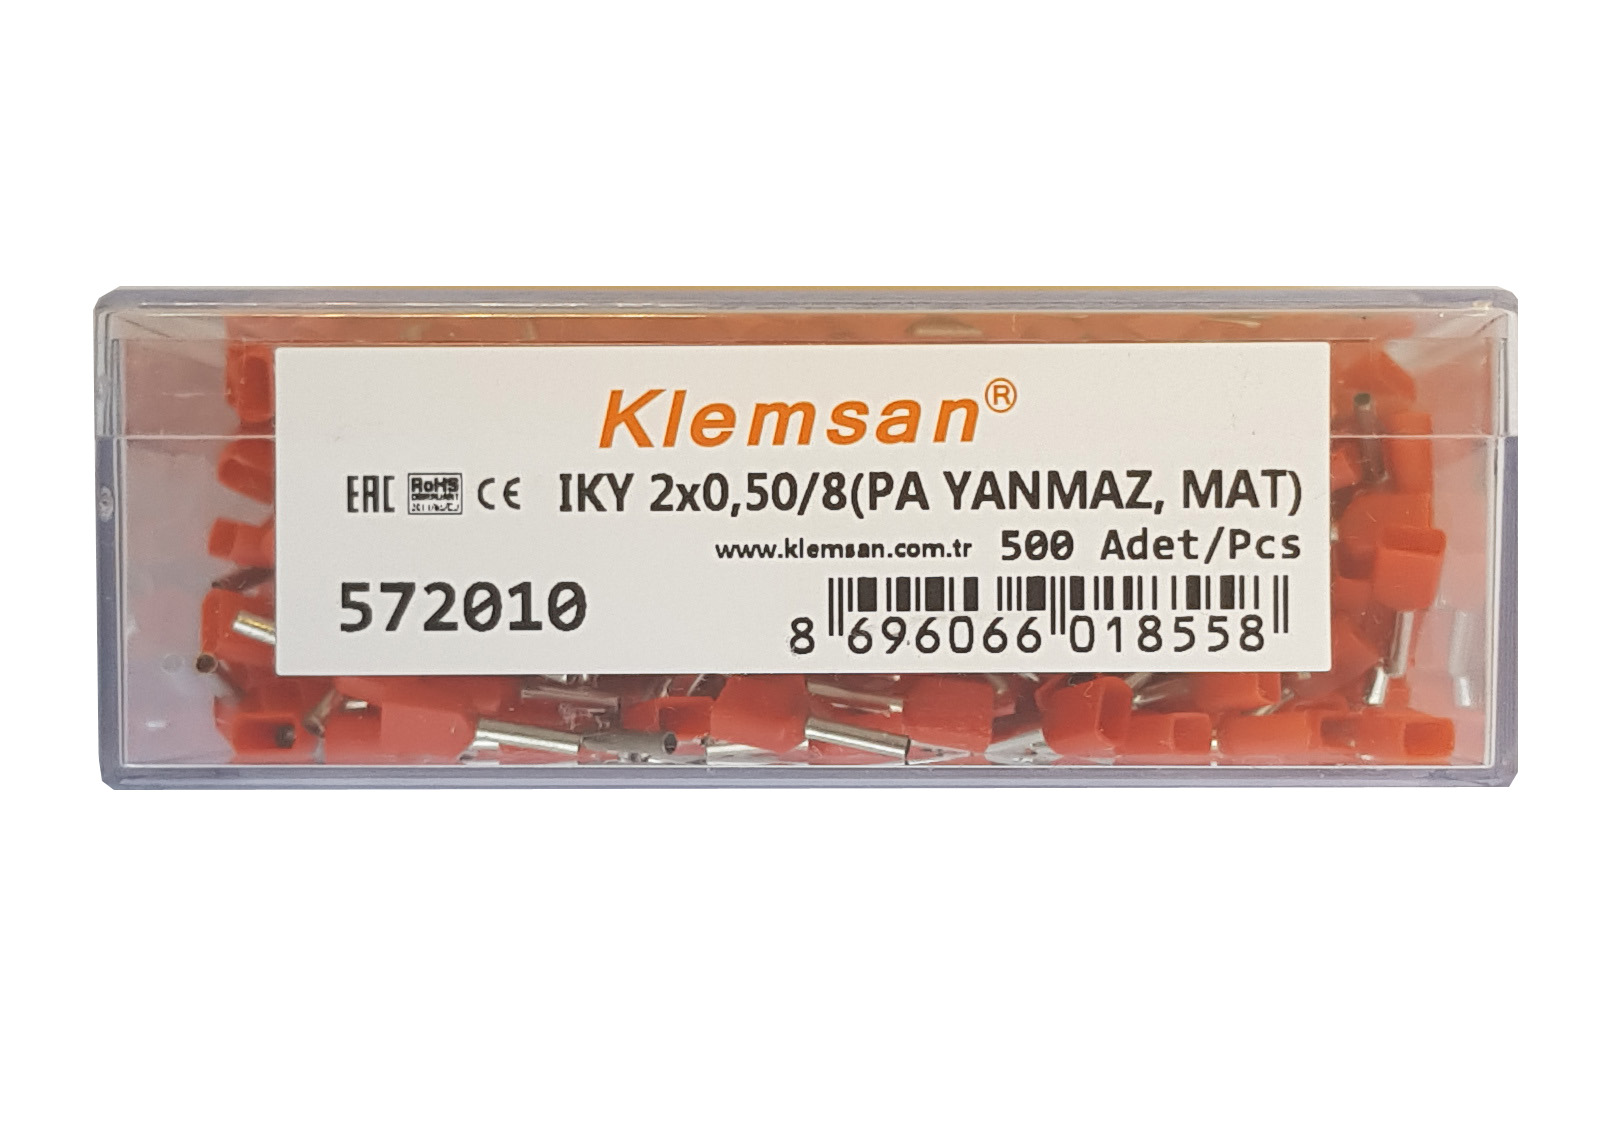 Klemsan®
EAC RoHS CE IKY 2x0,50/8(PA YANMAZ, MAT)
www.klemsan.com.tr 500 Adet/Pcs
572010
8 696066 018558